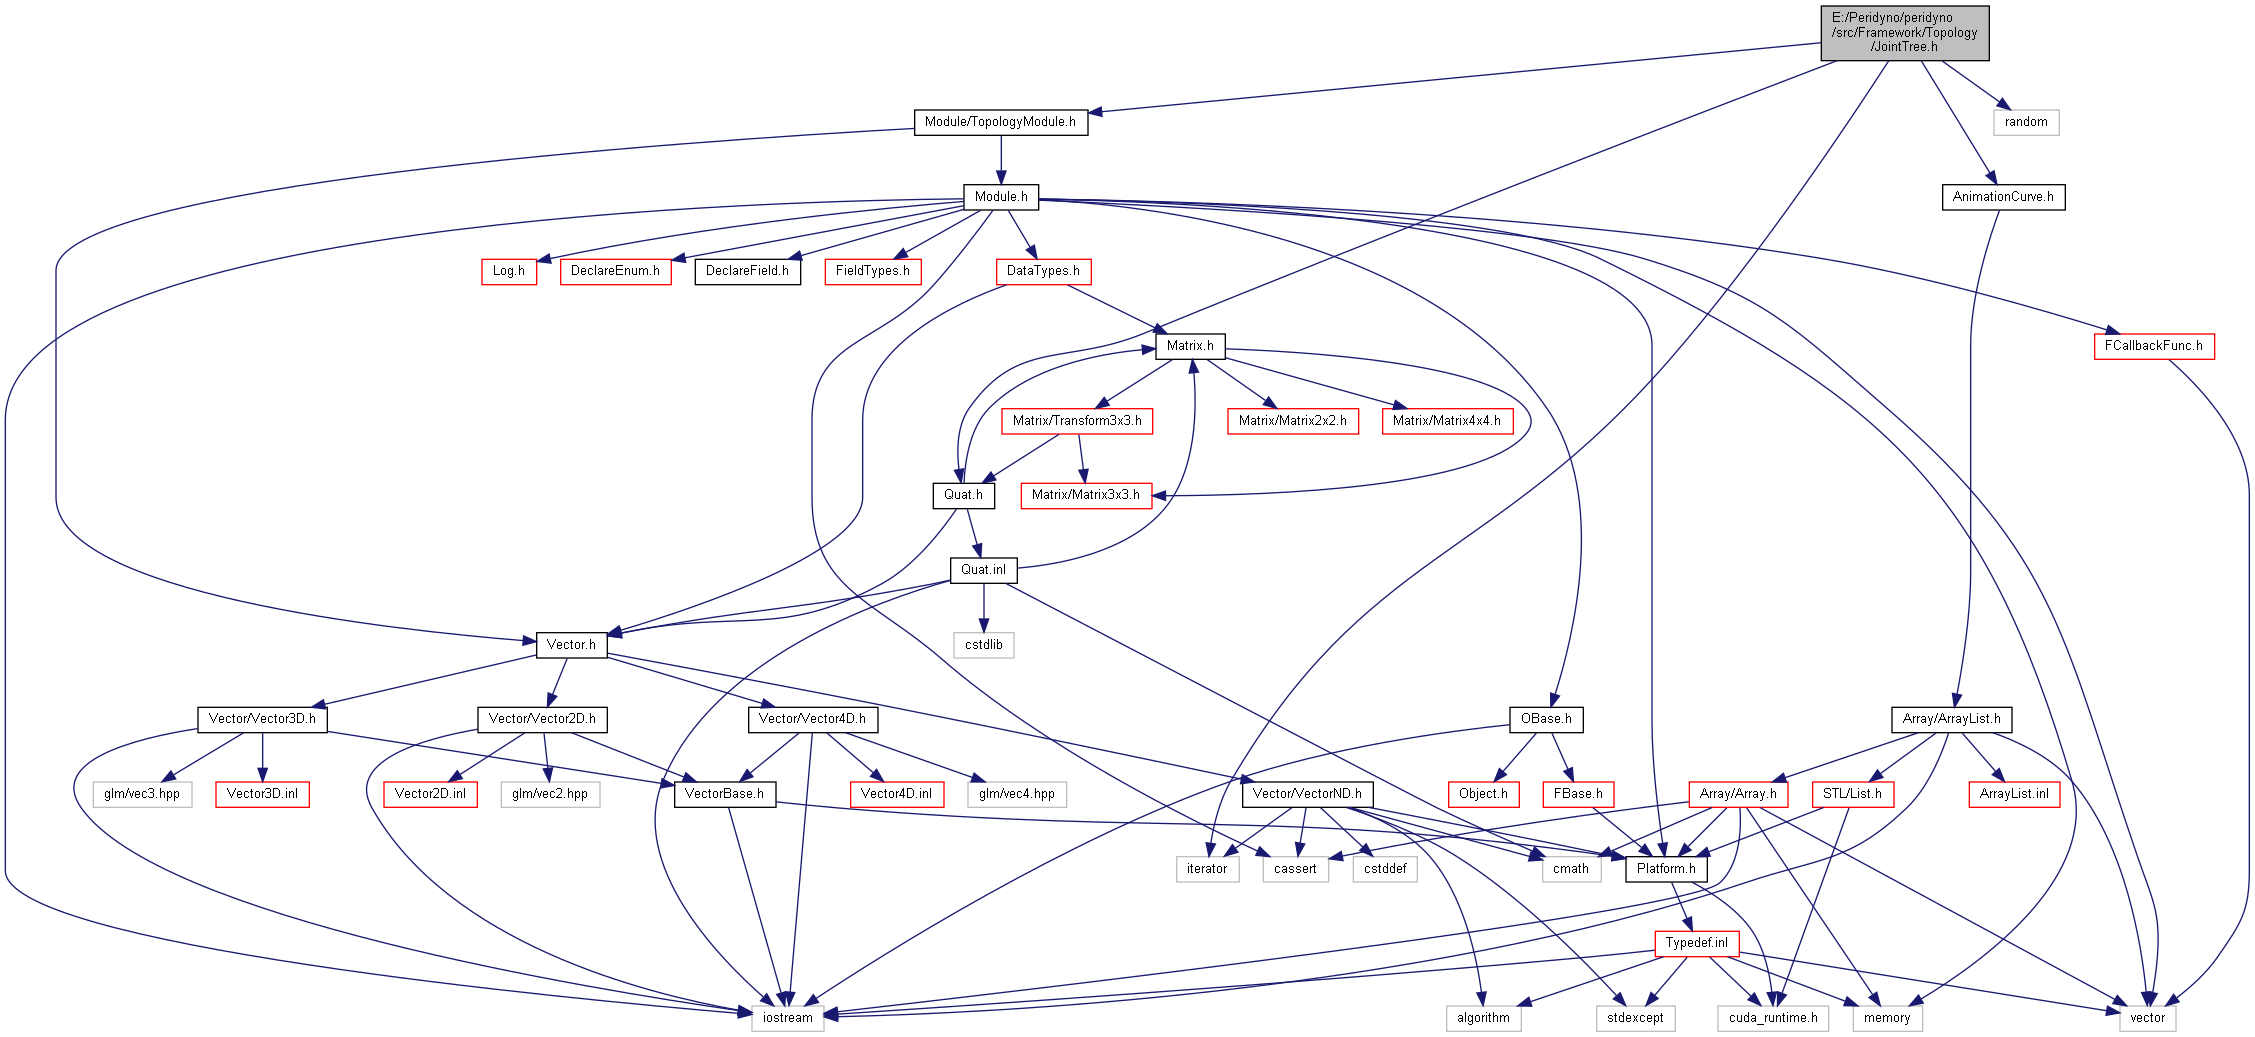 E:/Peridyno/peridyno
/src/Framework/Topology
/JointTree.h
Module/TopologyModule.h
random
Module.h
AnimationCurve.h
Log.h
DeclareEnum.h
DeclareField.h
FieldTypes.h
DataTypes.h
Matrix.h
FCallbackFunc.h
Matrix/Transform3x3.h
Matrix/Matrix2x2.h
Matrix/Matrix4x4.h
Quat.h
Matrix/Matrix3x3.h
Quat.inl
Vector.h
cstdlib
Vector/Vector3D.h
Vector/Vector2D.h
Vector/Vector4D.h
OBase.h
Array/ArrayList.h
glm/vec3.hpp
Vector3D.inl
Vector2D.inl
glm/vec2.hpp
VectorBase.h
Vector4D.inl
glm/vec4.hpp
Vector/VectorND.h
Object.h
FBase.h
Array/Array.h
STL/List.h
ArrayList.inl
iterator
cassert
cstddef
cmath
Platform.h
Typedef.inl
iostream
algorithm
stdexcept
cuda_runtime.h
memory
vector